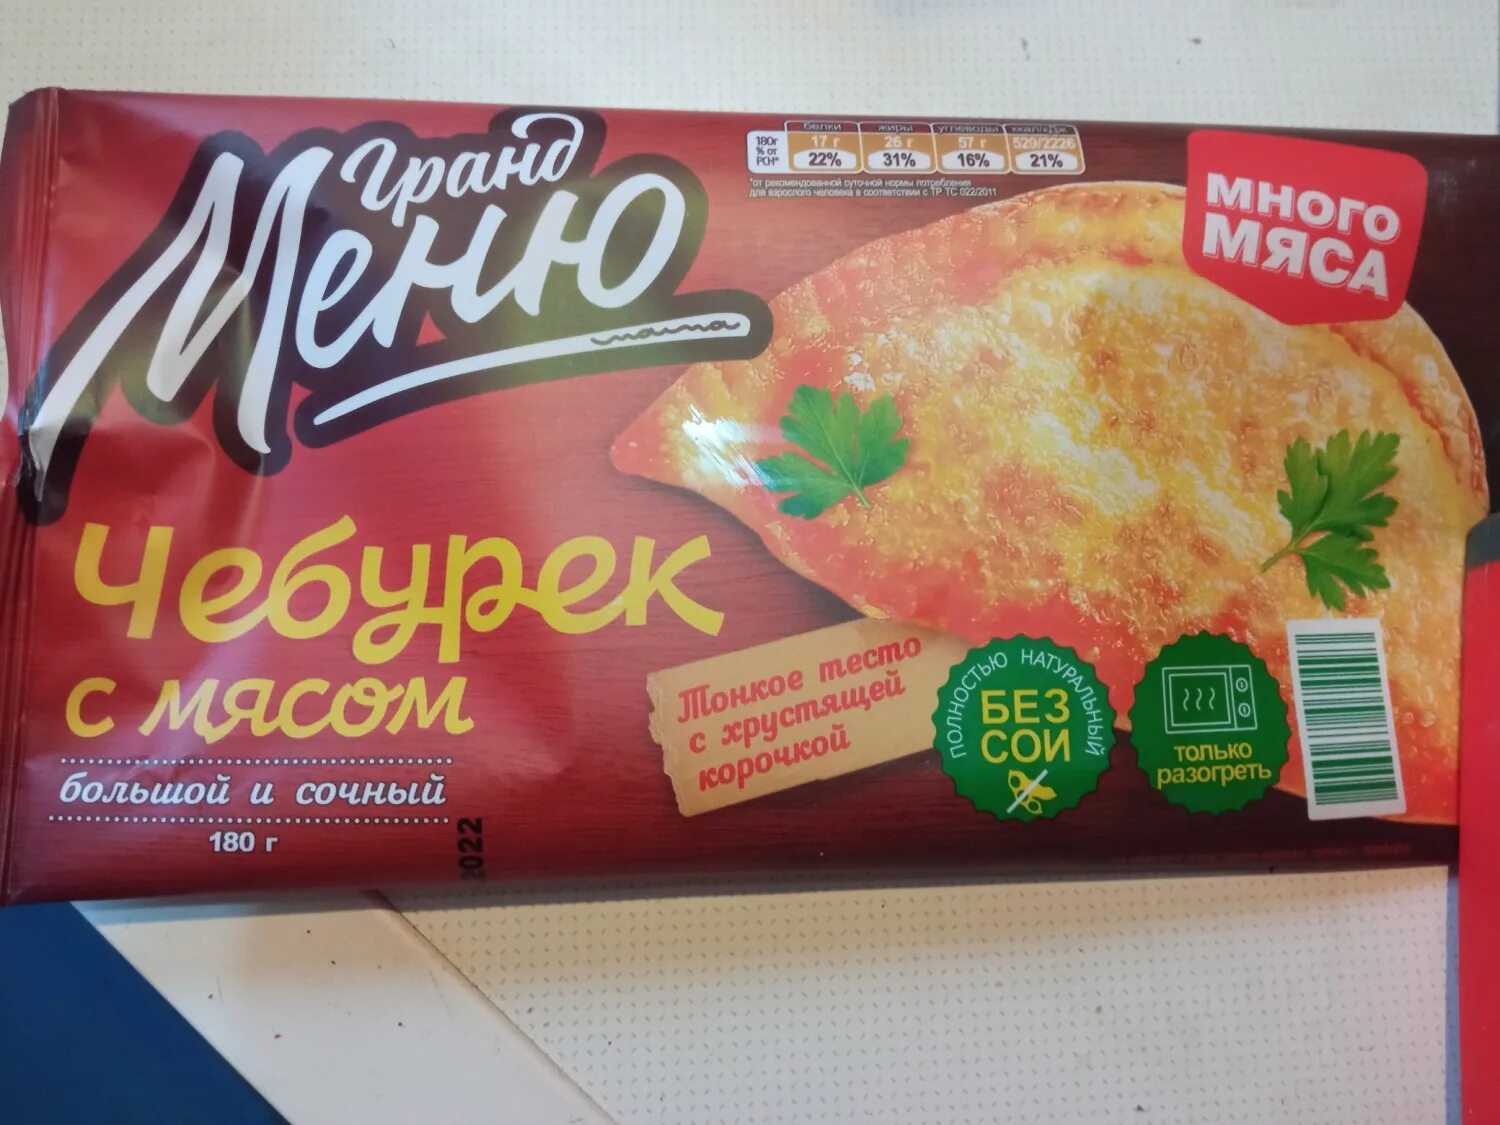 Гранд
Меню
белки жиры углеводы ккал/кДж
180г 17 г 26 г 57 г 529/2226
% от
РСН* 22% 31% 16% 21%
*от рекомендованной суточной нормы потребления
для взрослого человека в соответствии с ТР ТС 022/2011
МНОГО
МЯСА
Чебурек
с мясом
большой и сочный
180 г
2022
Тонкое тесто
с хрустящей
корочкой
ПОЛНОСТЬЮ НАТУРАЛЬНЫЙ
БЕЗ
СОИ
ТОЛЬКО
разогреть